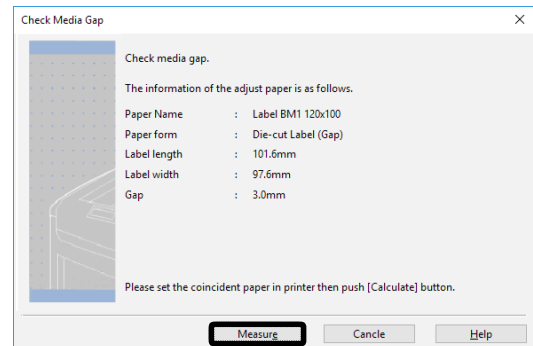 Check Media Gap
Check media gap.
The information of the adjust paper is as follows.
Paper Name : Label BM1 120x100
Paper form : Die-cut Label (Gap)
Label length : 101.6mm
Label width : 97.6mm
Gap : 3.0mm
Please set the coincident paper in printer then push [Calculate] button.
Measure Cancle Help